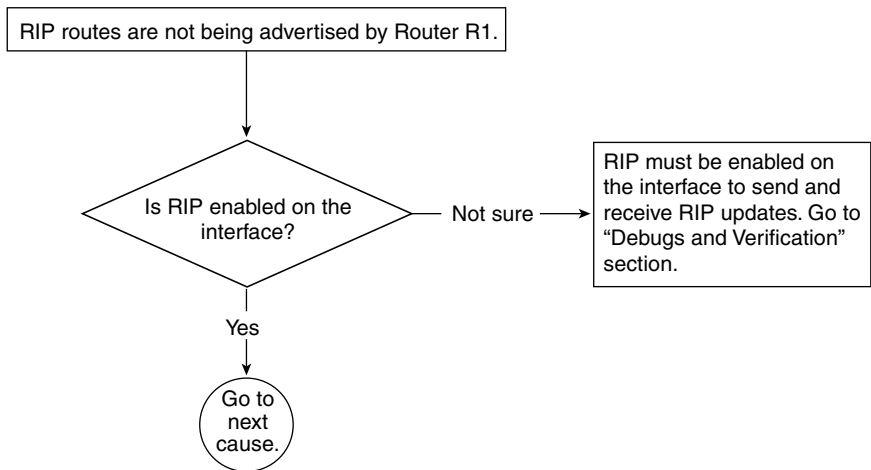 RIP routes are not being advertised by Router R1.
Is RIP enabled on the
interface?
Not sure
RIP must be enabled on
the interface to send and
receive RIP updates. Go to
“Debugs and Verification”
section.
Yes
Go to
next
cause.